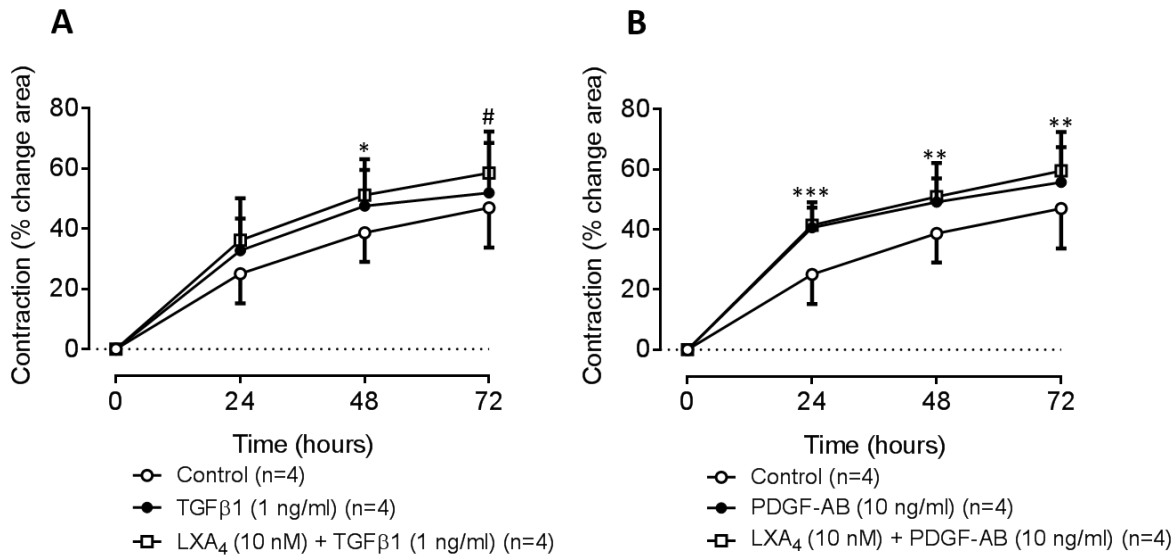 A
Contraction (% change area)
80
60
40
20
0
*
#
0
24
48
72
Time (hours)
Control (n=4)
TGFβ1 (1 ng/ml) (n=4)
LXA₄ (10 nM) + TGFβ1 (1 ng/ml) (n=4)
B
Contraction (% change area)
80
60
40
20
0
***
**
**
0
24
48
72
Time (hours)
Control (n=4)
PDGF-AB (10 ng/ml) (n=4)
LXA₄ (10 nM) + PDGF-AB (10 ng/ml) (n=4)